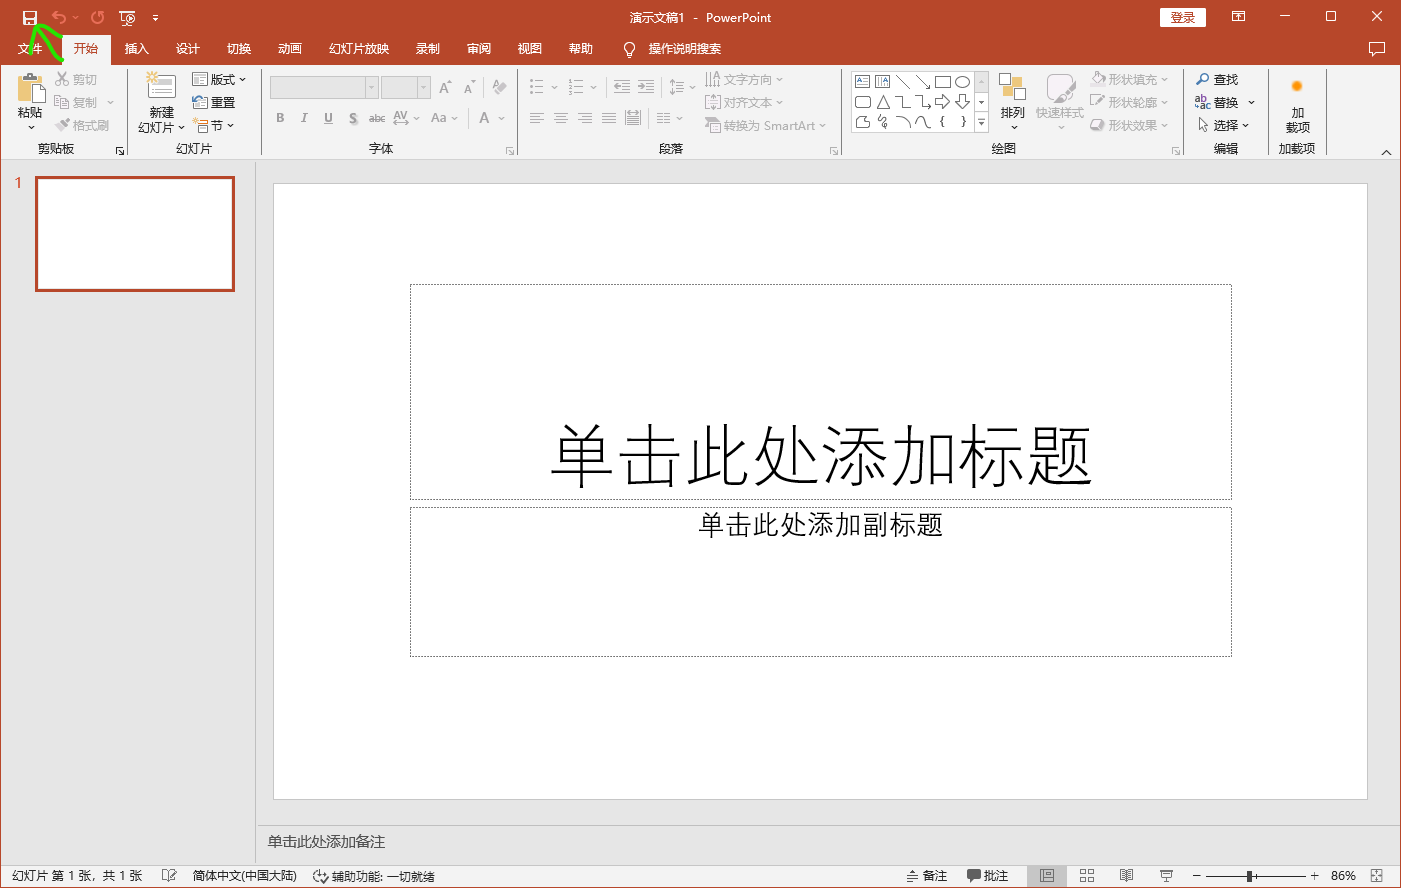 演示文稿1 - PowerPoint
登录
文件 开始 插入 设计 切换 动画 幻灯片放映 录制 审阅 视图 帮助 操作说明搜索
粘贴
剪切
复制
格式刷
剪贴板
新建
幻灯片
版式
重置
节
幻灯片
B I U S abc AV Aa A
字体
文字方向
对齐文本
转换为 SmartArt
段落
排列
快速样式
形状填充
形状轮廓
形状效果
绘图
查找
替换
选择
编辑
加
载项
加载项
1
单击此处添加标题
单击此处添加副标题
单击此处添加备注
幻灯片 第 1 张，共 1 张 简体中文(中国大陆) 辅助功能: 一切就绪 备注 批注 86%